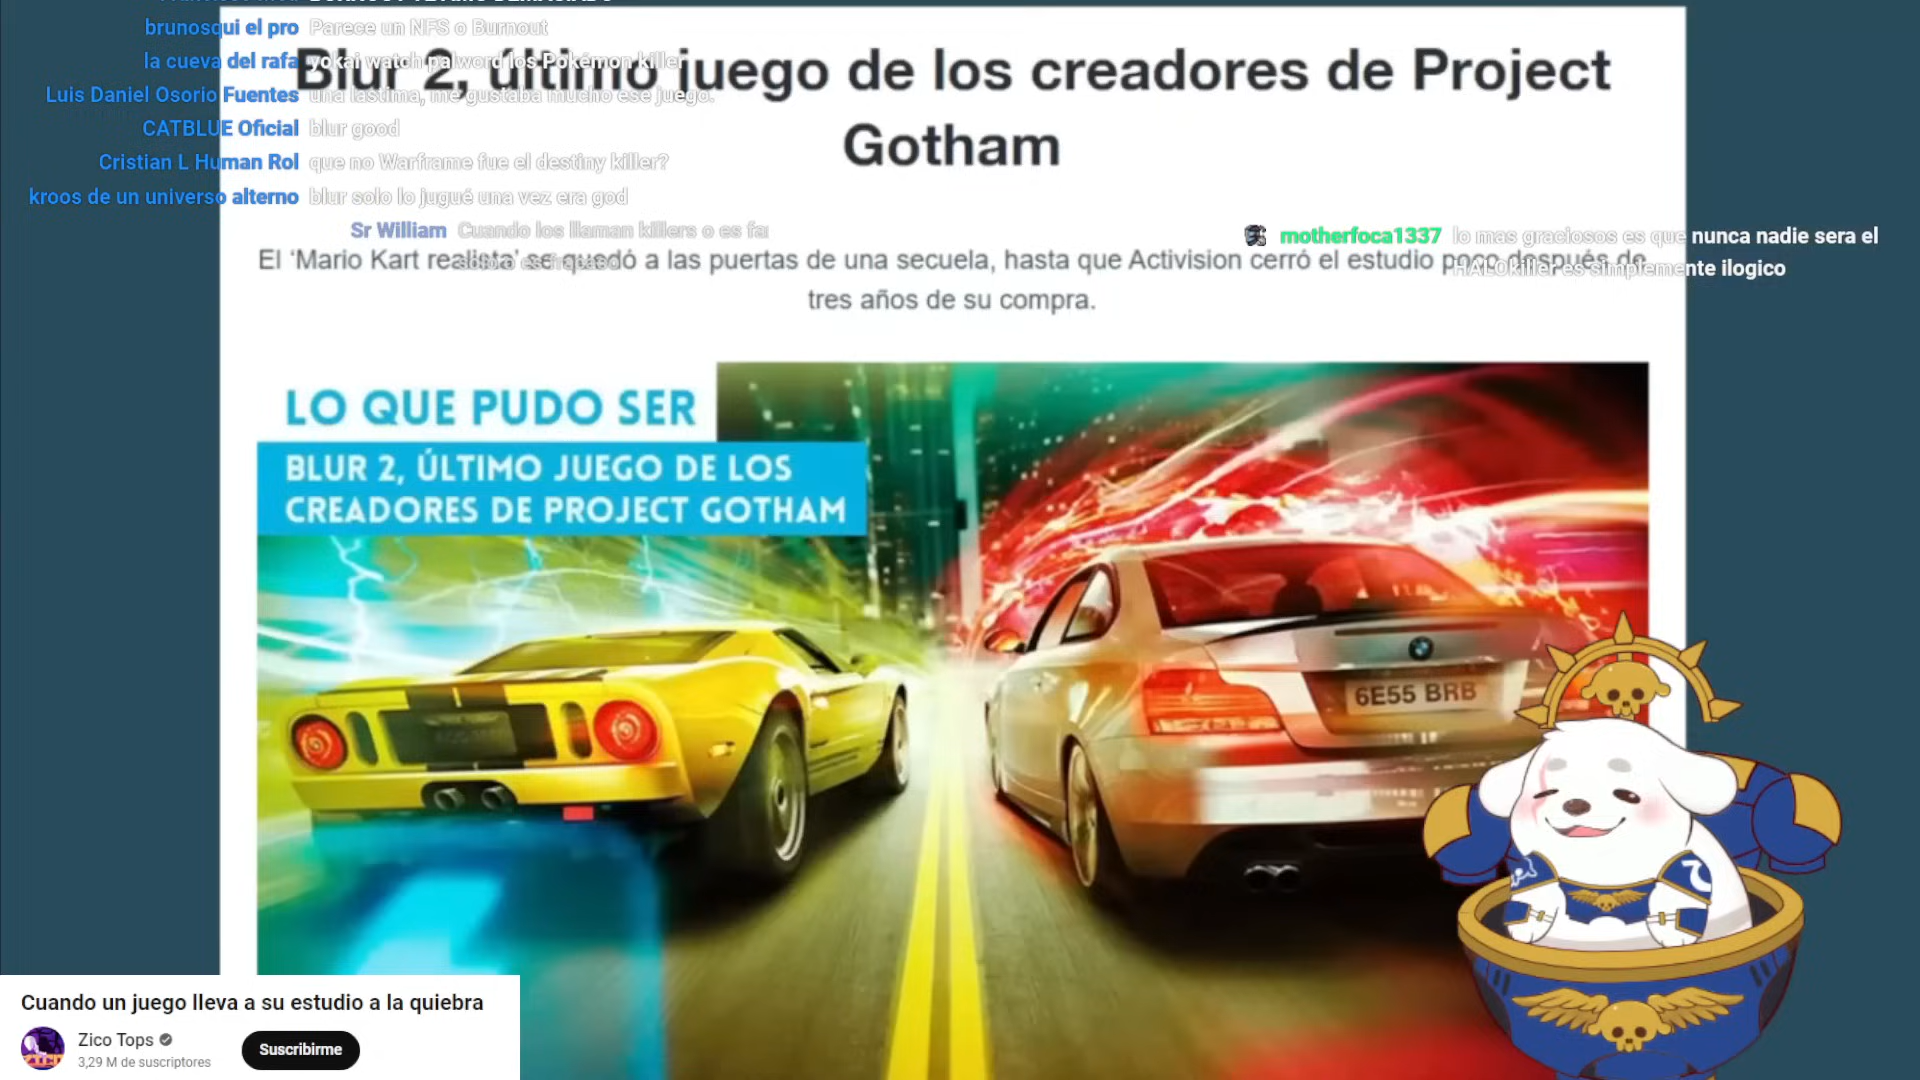 brunosqui el pro Parece un NFS o Burnout
la cueva del rafa yokai watch palword los Pokémon killer
Luis Daniel Osorio Fuentes una lastima, me gustaba mucho ese juego.
CATBLUE Oficial blur good
Cristian L Human Rol que no Warframe fue el destiny killer?
kroos de un universo alterno blur solo lo jugué una vez era god
Sr William Cuando los llaman killers o es
motherfoca1337 lo mas graciosos es que nunca nadie sera el
HALOkiller es simplemente ilogico
Blur 2, último juego de los creadores de Project
Gotham
El ‘Mario Kart realista’ se quedó a las puertas de una secuela, hasta que Activision cerró el estudio poco después de
tres años de su compra.
LO QUE PUDO SER
BLUR 2, ÚLTIMO JUEGO DE LOS
CREADORES DE PROJECT GOTHAM
6E55 BRB
Cuando un juego lleva a su estudio a la quiebra
Zico Tops
3,29 M de suscriptores
Suscribirme